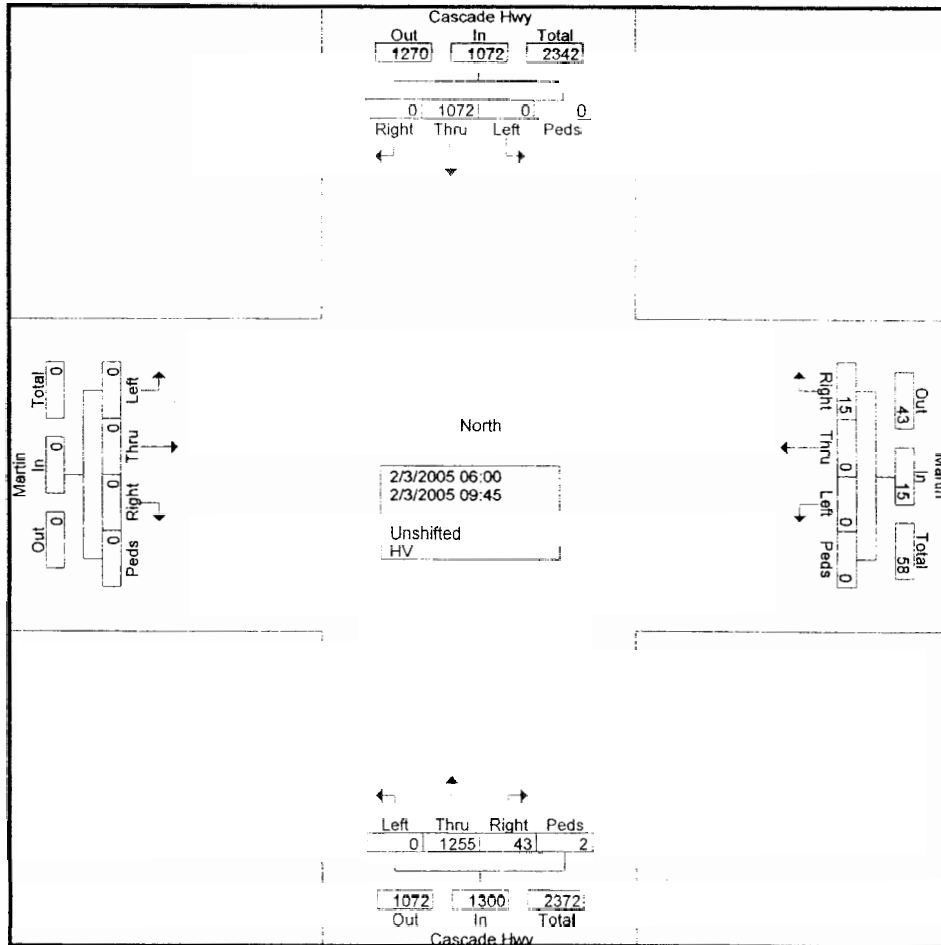 Cascade Hwy
Out In Total
1270 1072 2342
0 1072 0 0
Right Thru Left Peds
Total 0
In 0
Out 0
Martin
Left 0
Thru 0
Right 0
Peds 0
North
2/3/2005 06:00
2/3/2005 09:45
Unshifted
HV
Right 15
Thru 0
Left 0
Peds 0
Out 43
In 15
Total 58
Martin
Left Thru Right Peds
0 1255 43 2
1072 1300 2372
Out In Total
Cascade Hwy